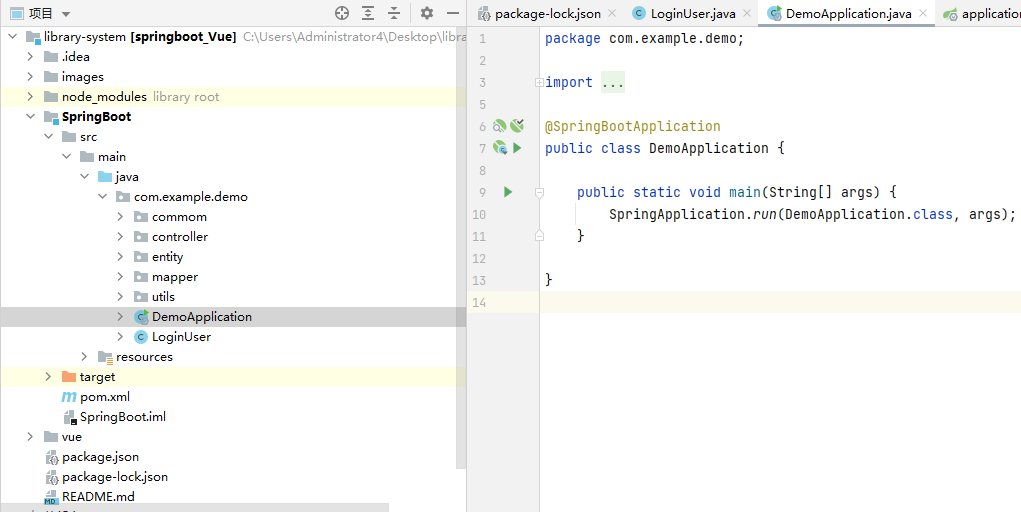 项目
library-system [springboot_Vue] C:\Users\Administrator4\Desktop\libra
.idea
images
node_modules library root
SpringBoot
src
main
java
com.example.demo
commom
controller
entity
mapper
utils
DemoApplication
LoginUser
resources
target
pom.xml
SpringBoot.iml
vue
package.json
package-lock.json
README.md
package-lock.json LoginUser.java DemoApplication.java application
1 package com.example.demo;
2
3 import ...
5
6 @SpringBootApplication
7 public class DemoApplication {
8
9 public static void main(String[] args) {
10 SpringApplication.run(DemoApplication.class, args);
11 }
12
13 }
14